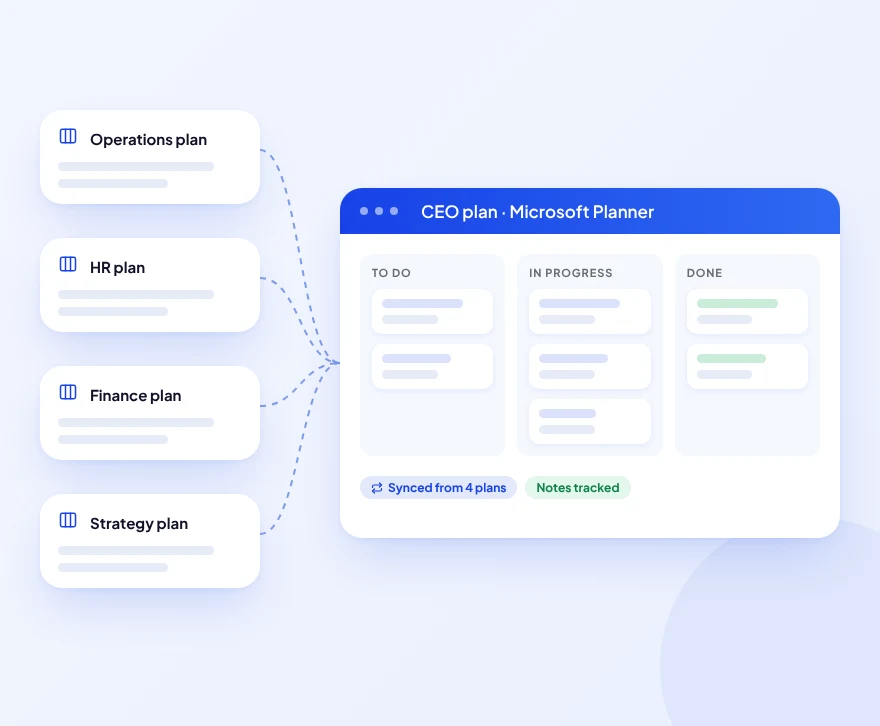 Operations plan
HR plan
Finance plan
Strategy plan
CEO plan · Microsoft Planner
TO DO
IN PROGRESS
DONE
Synced from 4 plans
Notes tracked